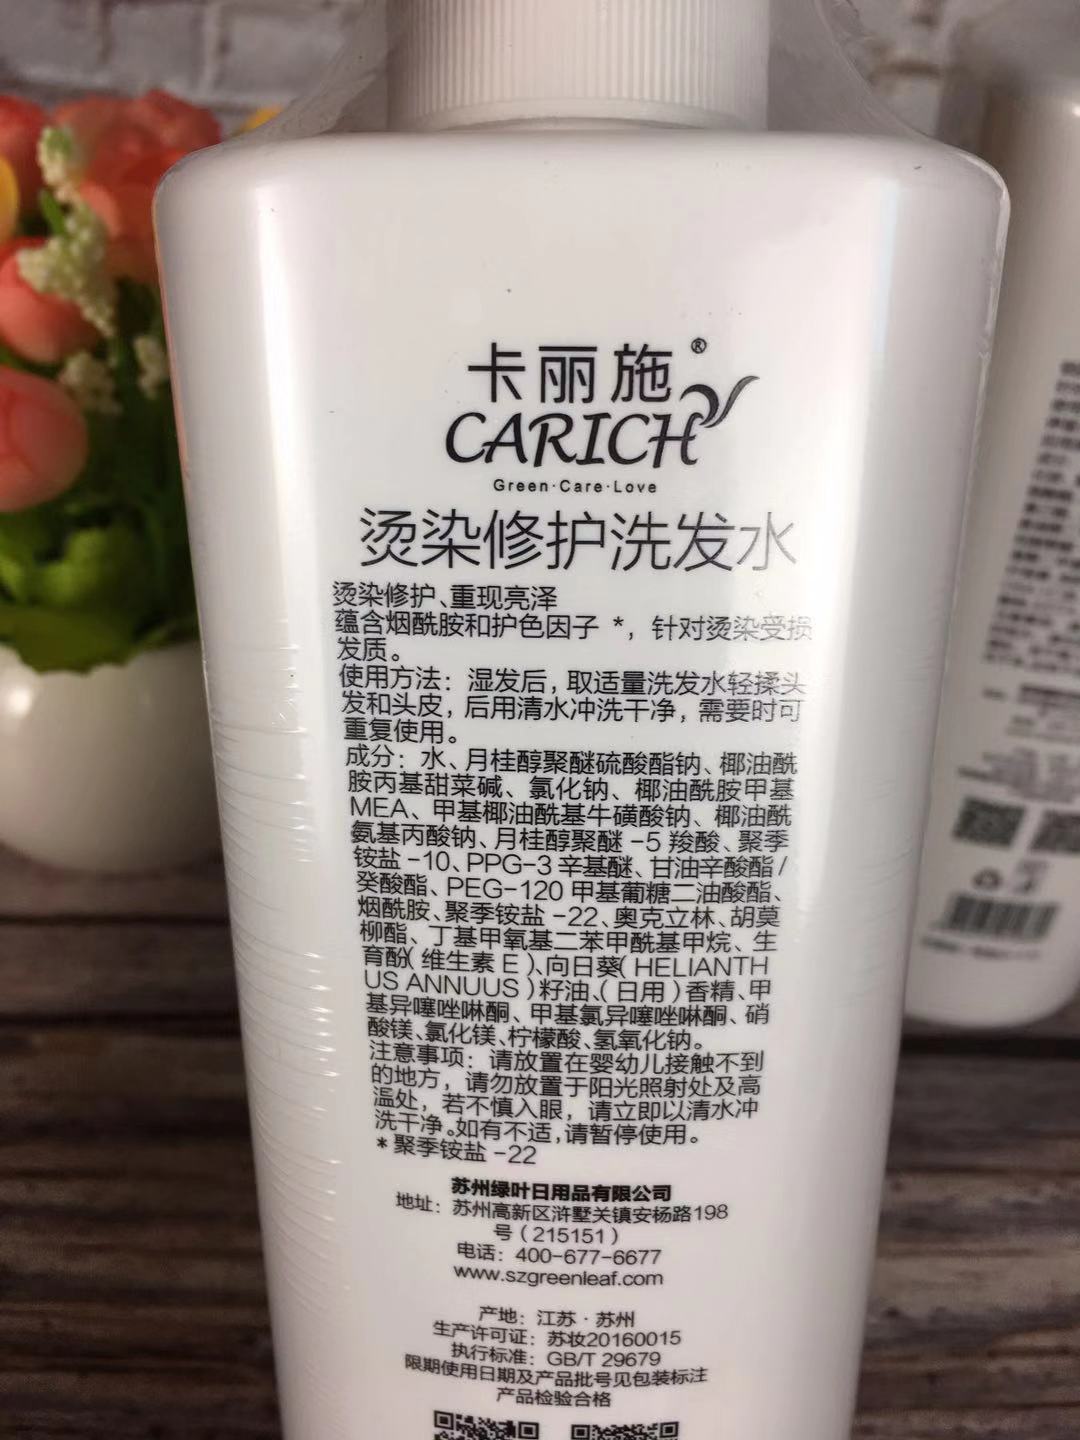 卡丽施®
CARICH
Green·Care·Love
烫染修护洗发水
烫染修护、重现亮泽
蕴含烟酰胺和护色因子 *，针对烫染受损
发质。
使用方法：湿发后，取适量洗发水轻揉头
发和头皮，后用清水冲洗干净，需要时可
重复使用。
成分：水、月桂醇聚醚硫酸酯钠、椰油酰
胺丙基甜菜碱、氯化钠、椰油酰胺甲基
MEA、甲基椰油酰基牛磺酸钠、椰油酰
氨基丙酸钠、月桂醇聚醚 -5 羧酸、聚季
铵盐 -10、PPG-3 辛基醚、甘油辛酸酯 /
癸酸酯、PEG-120 甲基葡糖二油酸酯、
烟酰胺、聚季铵盐 -22、奥克立林、胡莫
柳酯、丁基甲氧基二苯甲酰基甲烷、生
育酚（维生素 E）、向日葵（HELIANTH
US ANNUUS）籽油、（日用）香精、甲
基异噻唑啉酮、甲基氯异噻唑啉酮、硝
酸镁、氯化镁、柠檬酸、氢氧化钠。
注意事项：请放置在婴幼儿接触不到
的地方，请勿放置于阳光照射处及高
温处，若不慎入眼，请立即以清水冲
洗干净。如有不适，请暂停使用。
* 聚季铵盐 -22
苏州绿叶日用品有限公司
地址：苏州高新区浒墅关镇安杨路198
号（215151）
电话：400-677-6677
www.szgreenleaf.com
产地：江苏·苏州
生产许可证：苏妆20160015
执行标准：GB/T 29679
限期使用日期及产品批号见包装标注
产品检验合格